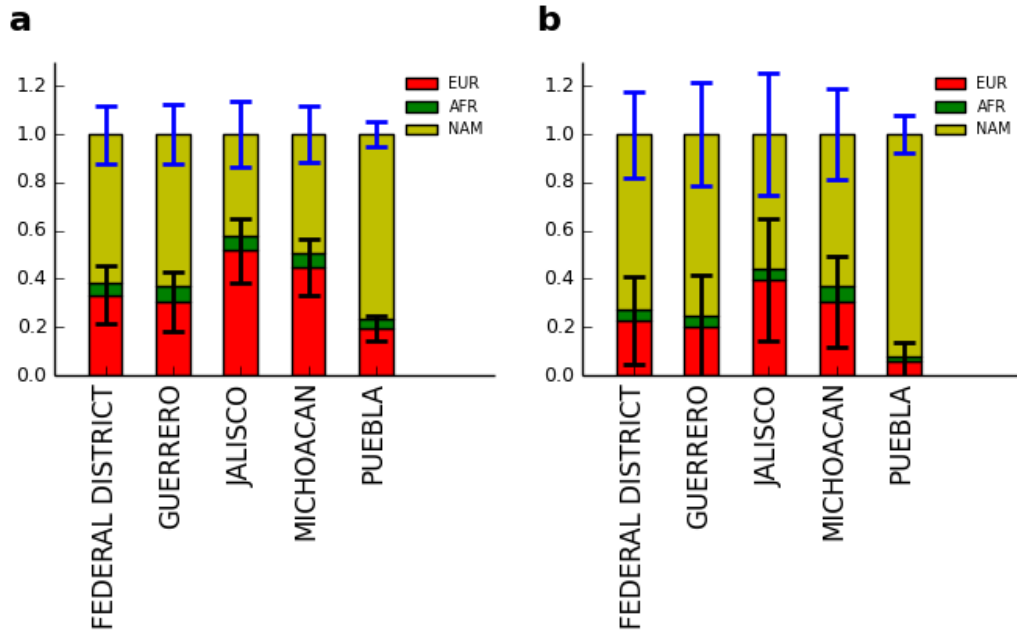 a
1.2
1.0
0.8
0.6
0.4
0.2
0.0
EUR
AFR
NAM
FEDERAL DISTRICT
GUERRERO
JALISCO
MICHOACAN
PUEBLA
b
1.2
1.0
0.8
0.6
0.4
0.2
0.0
EUR
AFR
NAM
FEDERAL DISTRICT
GUERRERO
JALISCO
MICHOACAN
PUEBLA